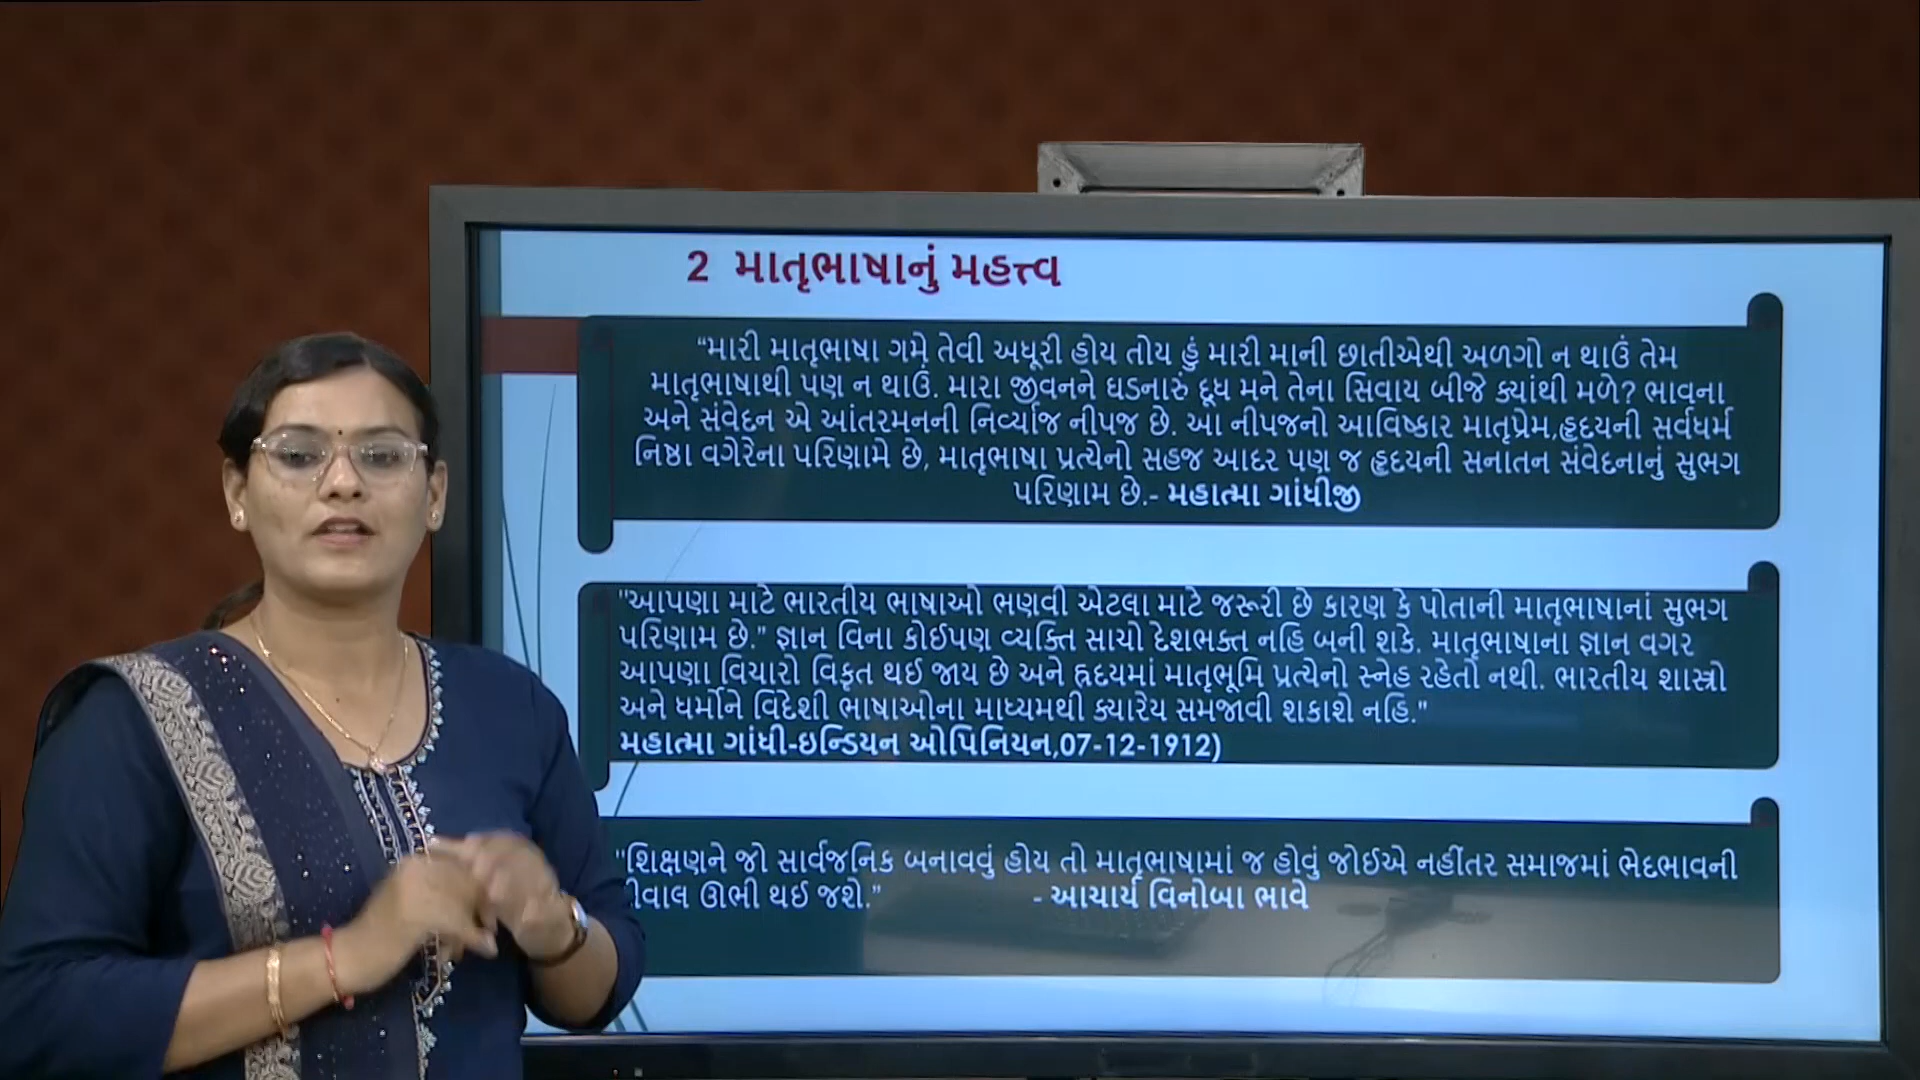 2 માતૃભાષાનું મહત્ત્વ
“મારી માતૃભાષા ગમે તેવી અધૂરી હોય તોય હું મારી માની છાતીએથી અળગો ન થાઉં તેમ
માતૃભાષાથી પણ ન થાઉં. મારા જીવનને ઘડનારું દૂધ મને તેના સિવાય બીજે ક્યાંથી મળે? ભાવના
અને સંવેદન એ આંતરમનની નિર્વ્યાજ નીપજ છે. આ નીપજનો આવિષ્કાર માતૃપ્રેમ,હૃદયની સર્વધર્મ
નિષ્ઠા વગેરેના પરિણામે છે, માતૃભાષા પ્રત્યેનો સહજ આદર પણ જ હૃદયની સનાતન સંવેદનાનું સુભગ
પરિણામ છે.- મહાત્મા ગાંધીજી
"આપણા માટે ભારતીય ભાષાઓ ભણવી એટલા માટે જરૂરી છે કારણ કે પોતાની માતૃભાષાનાં સુભગ
પરિણામ છે." જ્ઞાન વિના કોઈપણ વ્યક્તિ સાચો દેશભક્ત નહિ બની શકે. માતૃભાષાના જ્ઞાન વગર
આપણા વિચારો વિકૃત થઈ જાય છે અને હૃદયમાં માતૃભૂમિ પ્રત્યેનો સ્નેહ રહેતો નથી. ભારતીય શાસ્ત્રો
અને ધર્મોને વિદેશી ભાષાઓના માધ્યમથી ક્યારેય સમજાવી શકાશે નહિ."
મહાત્મા ગાંધી-ઇન્ડિયન ઓપિનિયન,07-12-1912)
"શિક્ષણને જો સાર્વજનિક બનાવવું હોય તો માતૃભાષામાં જ હોવું જોઈએ નહીંતર સમાજમાં ભેદભાવની
ઊભી થઈ જશે." - આચાર્ય વિનોબા ભાવે